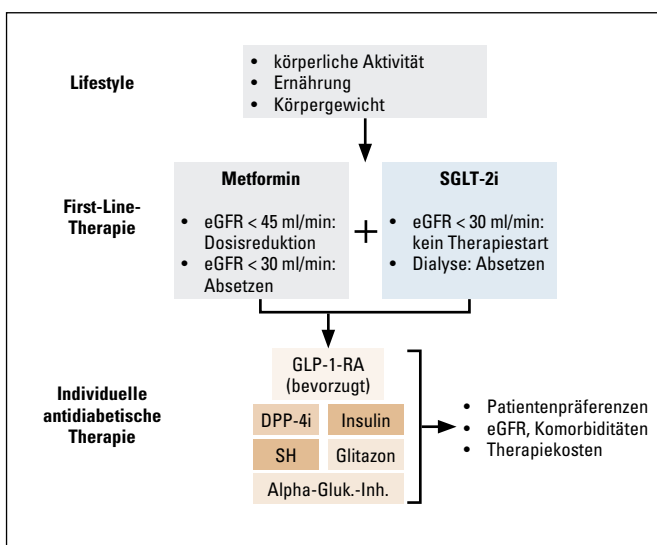 Lifestyle
• körperliche Aktivität
• Ernährung
• Körpergewicht
First-Line-
Therapie
Metformin
• eGFR < 45 ml/min:
Dosisreduktion
• eGFR < 30 ml/min:
Absetzen
+
SGLT-2i
• eGFR < 30 ml/min:
kein Therapiestart
• Dialyse: Absetzen
Individuelle
antidiabetische
Therapie
GLP-1-RA
(bevorzugt)
DPP-4i
Insulin
SH
Glitazon
Alpha-Gluk.-Inh.
• Patientenpräferenzen
• eGFR, Komorbiditäten
• Therapiekosten